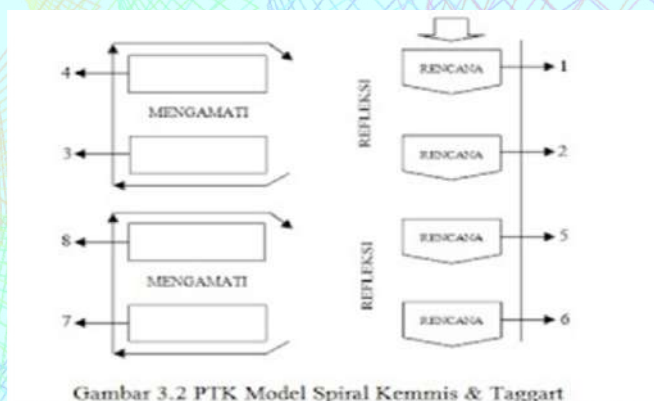 4
RENCANA
1
MENGAMATI
REFLEKSI
3
RENCANA
2
8
RENCANA
5
MENGAMATI
REFLEKSI
7
RENCANA
6
Gambar 3.2 PTK Model Spiral Kemmis & Taggart